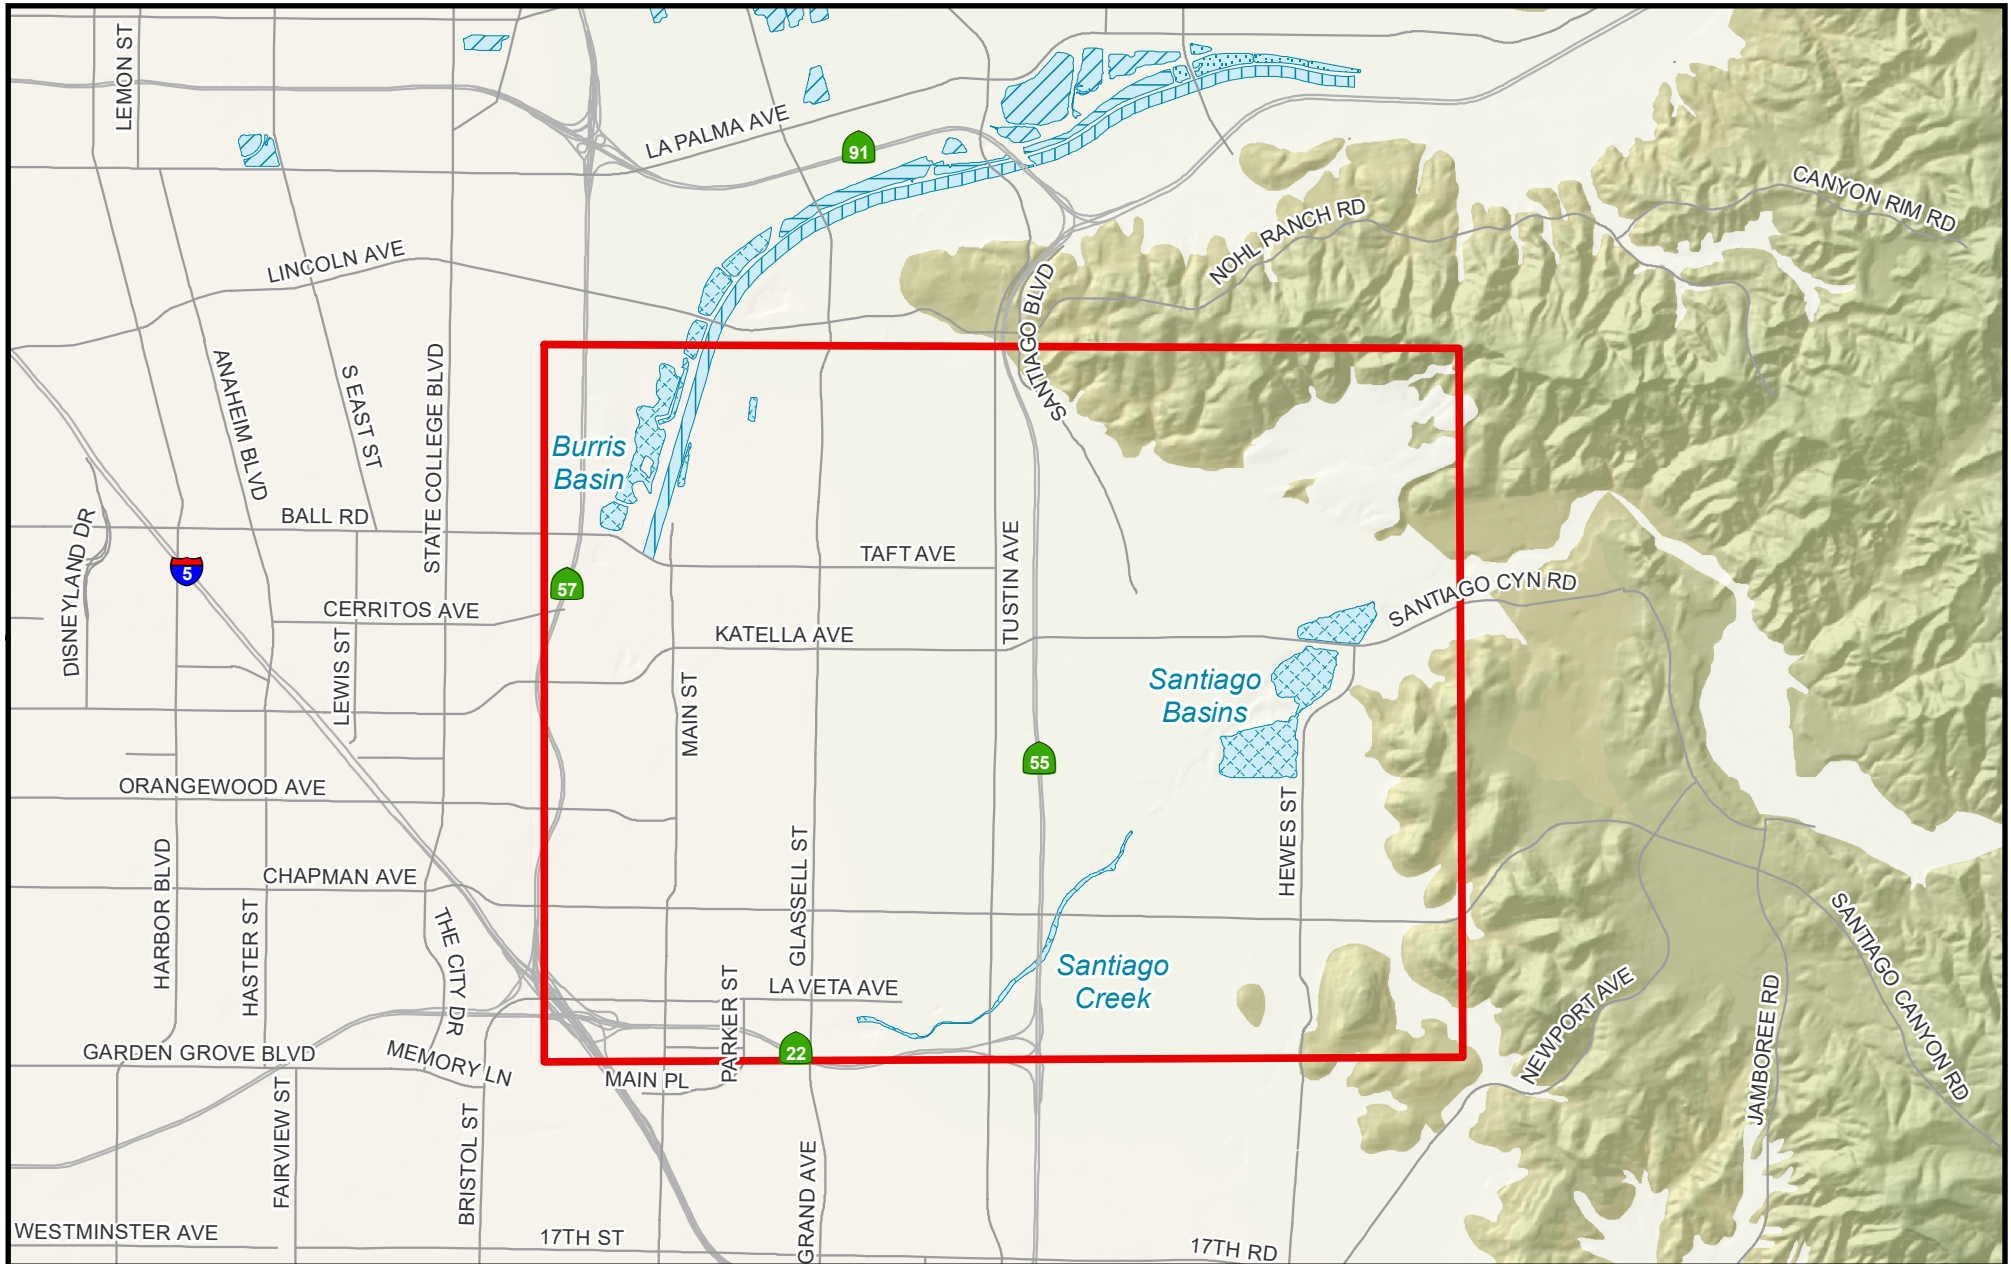 LEMON ST
LA PALMA AVE
91
CANYON RIM RD
NOHL RANCH RD
LINCOLN AVE
SANTIAGO BLVD
ANAHEIM BLVD
S EAST ST
STATE COLLEGE BLVD
Burris
Basin
BALL RD
DISNEYLAND DR
5
57
TAFT AVE
TUSTIN AVE
SANTIAGO CYN RD
CERRITOS AVE
LEWIS ST
KATELLA AVE
MAIN ST
Santiago
Basins
55
ORANGEWOOD AVE
HARBOR BLVD
CHAPMAN AVE
HASTER ST
THE CITY DR
GLASSELL ST
HEWES ST
Santiago
Creek
LA VETA AVE
PARKER ST
SANTIAGO CANYON RD
NEWPORT AVE
JAMBOREE RD
22
GARDEN GROVE BLVD
MEMORY LN
MAIN PL
FAIRVIEW ST
BRISTOL ST
GRAND AVE
WESTMINSTER AVE
17TH ST
17TH RD